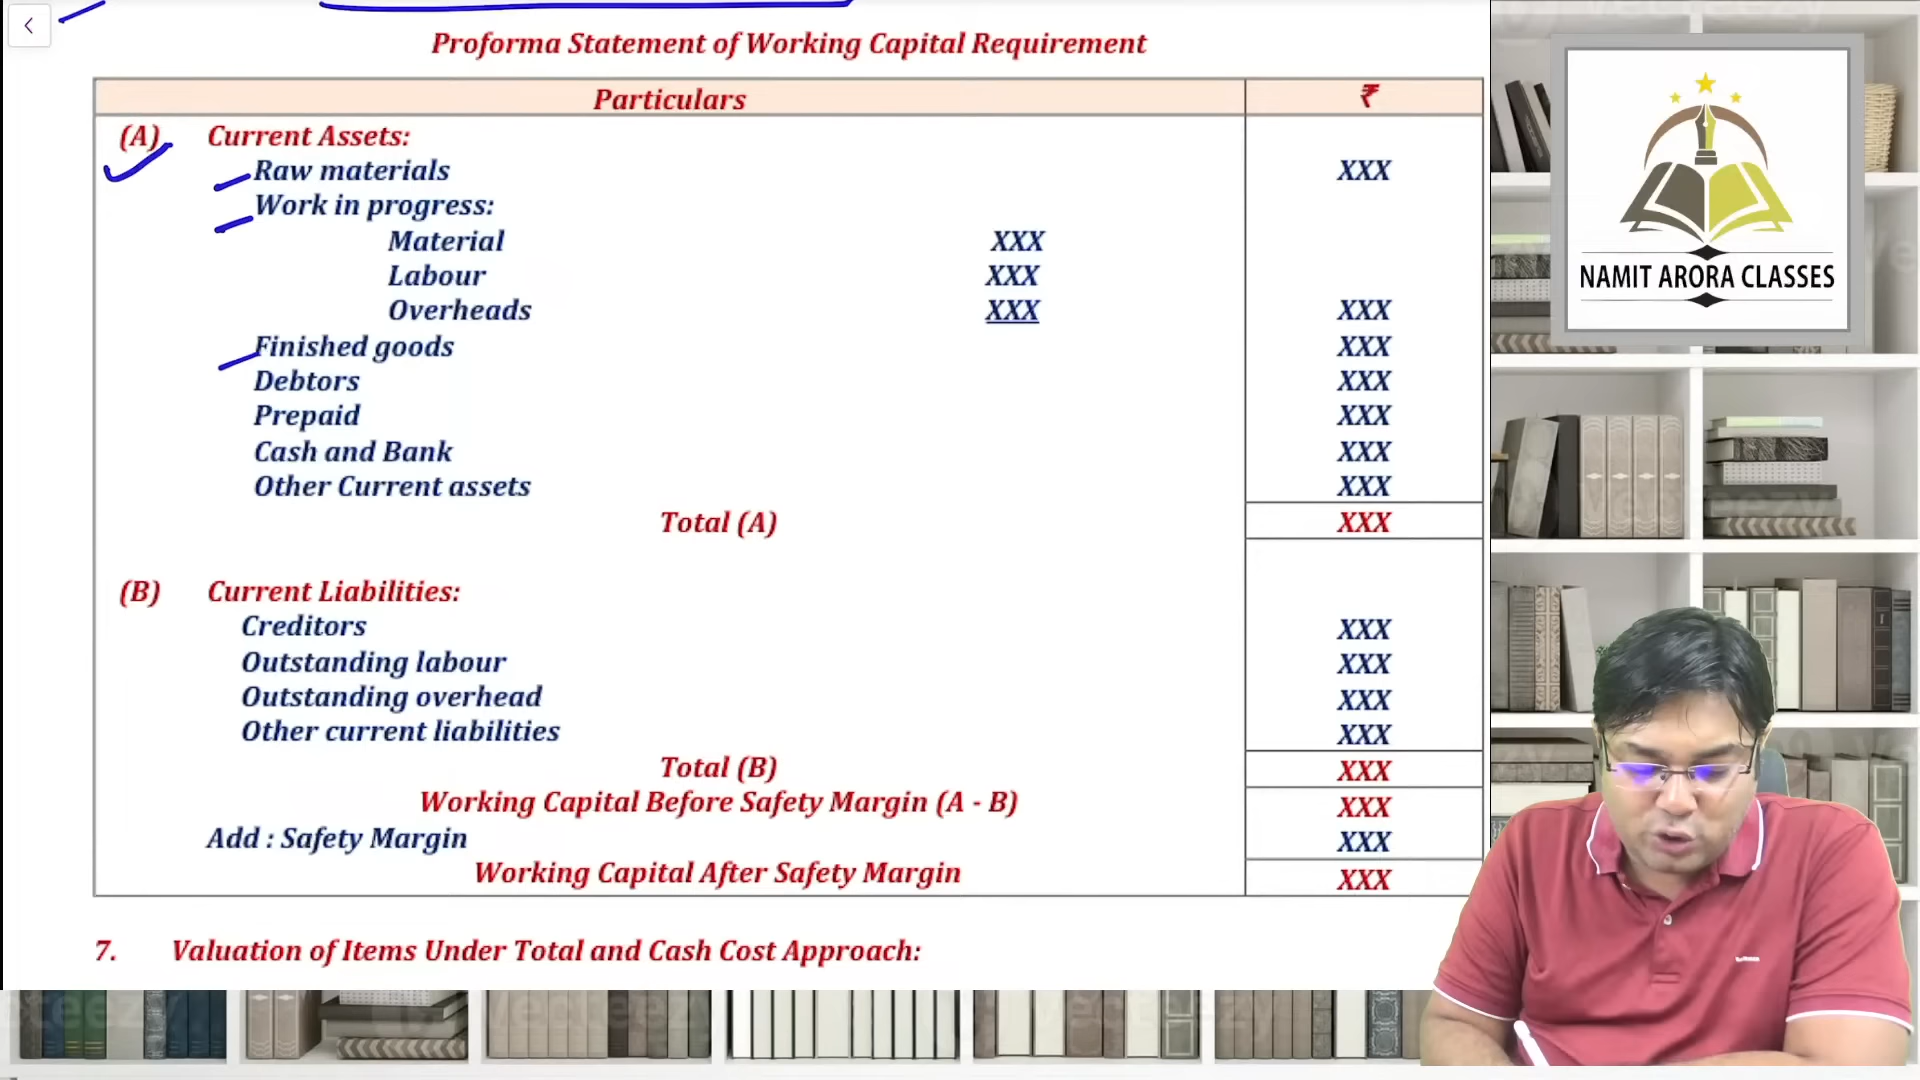 Proforma Statement of Working Capital Requirement
Particulars ₹
(A) Current Assets:
Raw materials XXX
Work in progress:
Material XXX
Labour XXX
Overheads XXX XXX
Finished goods XXX
Debtors XXX
Prepaid XXX
Cash and Bank XXX
Other Current assets XXX
Total (A) XXX
(B) Current Liabilities:
Creditors XXX
Outstanding labour XXX
Outstanding overhead XXX
Other current liabilities XXX
Total (B) XXX
Working Capital Before Safety Margin (A - B) XXX
Add : Safety Margin XXX
Working Capital After Safety Margin XXX
7. Valuation of Items Under Total and Cash Cost Approach:
NAMIT ARORA CLASSES